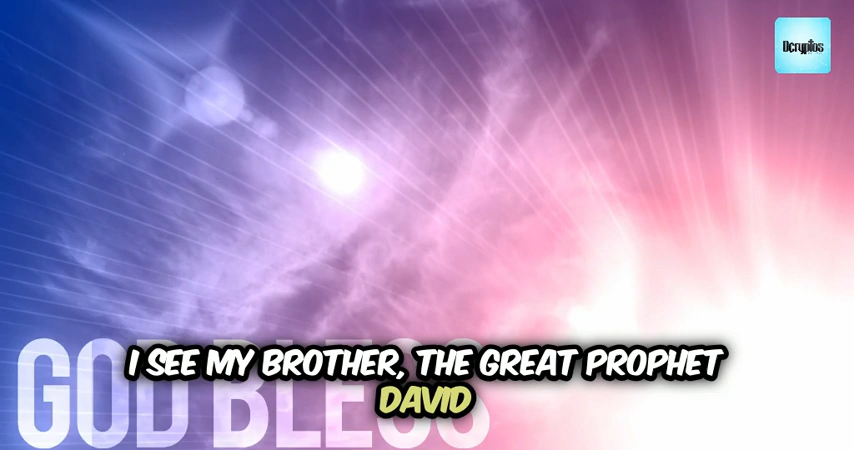 Dcryptos
I SEE MY BROTHER, THE GREAT PROPHET
DAVID
GOD BLESS